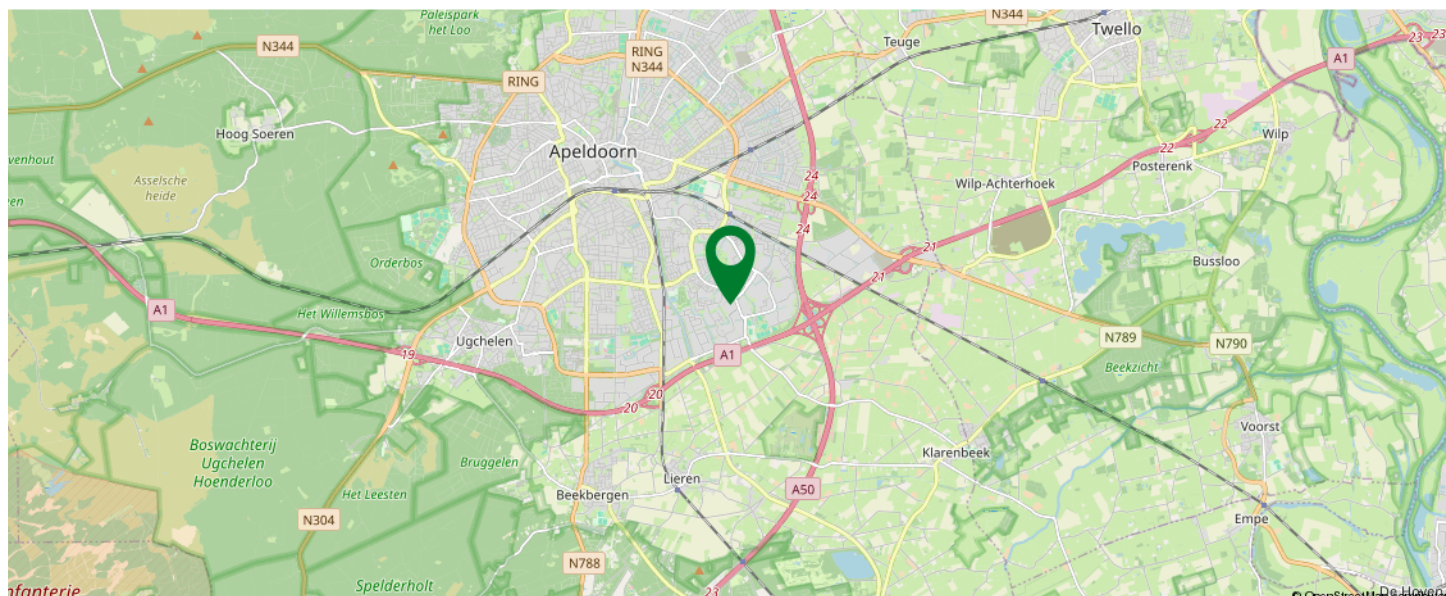 Paleispark
het Loo
N344
N344
RING
N344
RING
Teuge
Twello
23
23
A1
Hoog Soeren
Apeldoorn
22
22
Wilp
Posterenk
Asselsche
heide
24
24
24
Wilp-Achterhoek
Orderbos
21
21
Bussloo
A1
Het Willemsbos
Ugchelen
19
A1
N789
N790
Beekzicht
20
20
Boswachterij
Ugchelen
Hoenderloo
Bruggelen
Voorst
Klarenbeek
Het Leesten
Beekbergen
Lieren
A50
N304
Empe
N788
Spelderholt
23
De Hoven